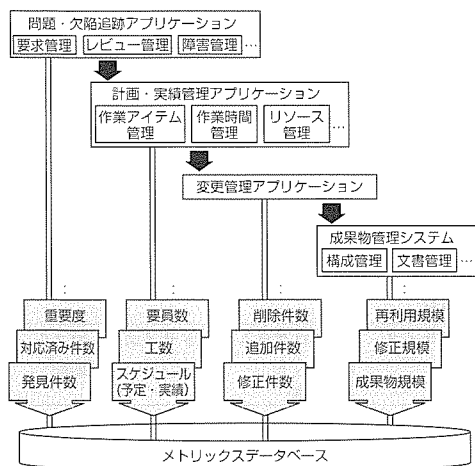 問題・欠陥追跡アプリケーション
要求管理 レビュー管理 障害管理 …
計画・実績管理アプリケーション
作業アイテム管理 作業時間管理 リソース管理 …
変更管理アプリケーション
成果物管理システム
構成管理 文書管理 …
重要度 要員数 削除件数 再利用規模
対応済み件数 工数 追加件数 修正規模
発見件数 スケジュール(予定・実績) 修正件数 成果物規模
メトリックスデータベース